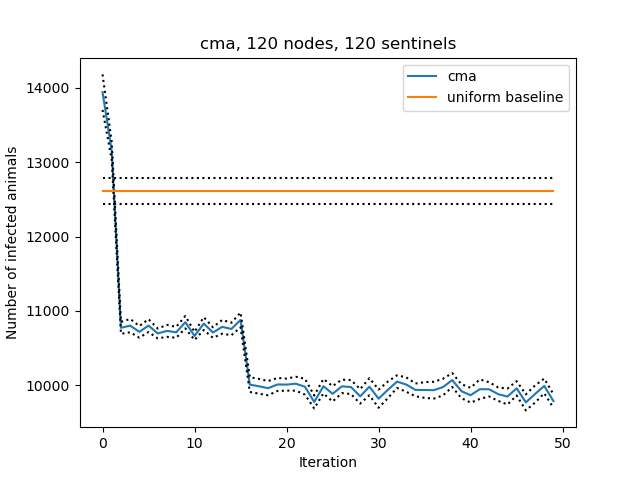 cma, 120 nodes, 120 sentinels
cma
uniform baseline
14000
13000
12000
11000
10000
Number of infected animals
0 10 20 30 40 50
Iteration